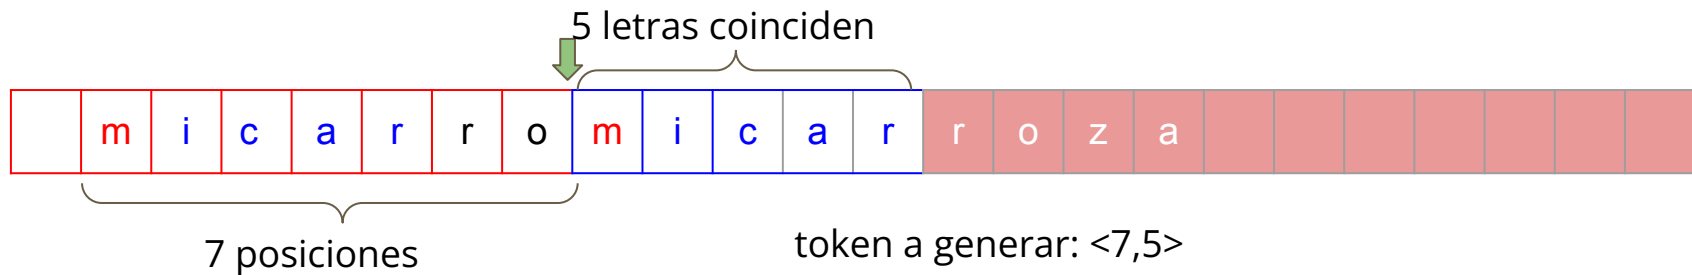 5 letras coinciden
m i c a r r o m i c a r r o z a
7 posiciones
token a generar: <7,5>